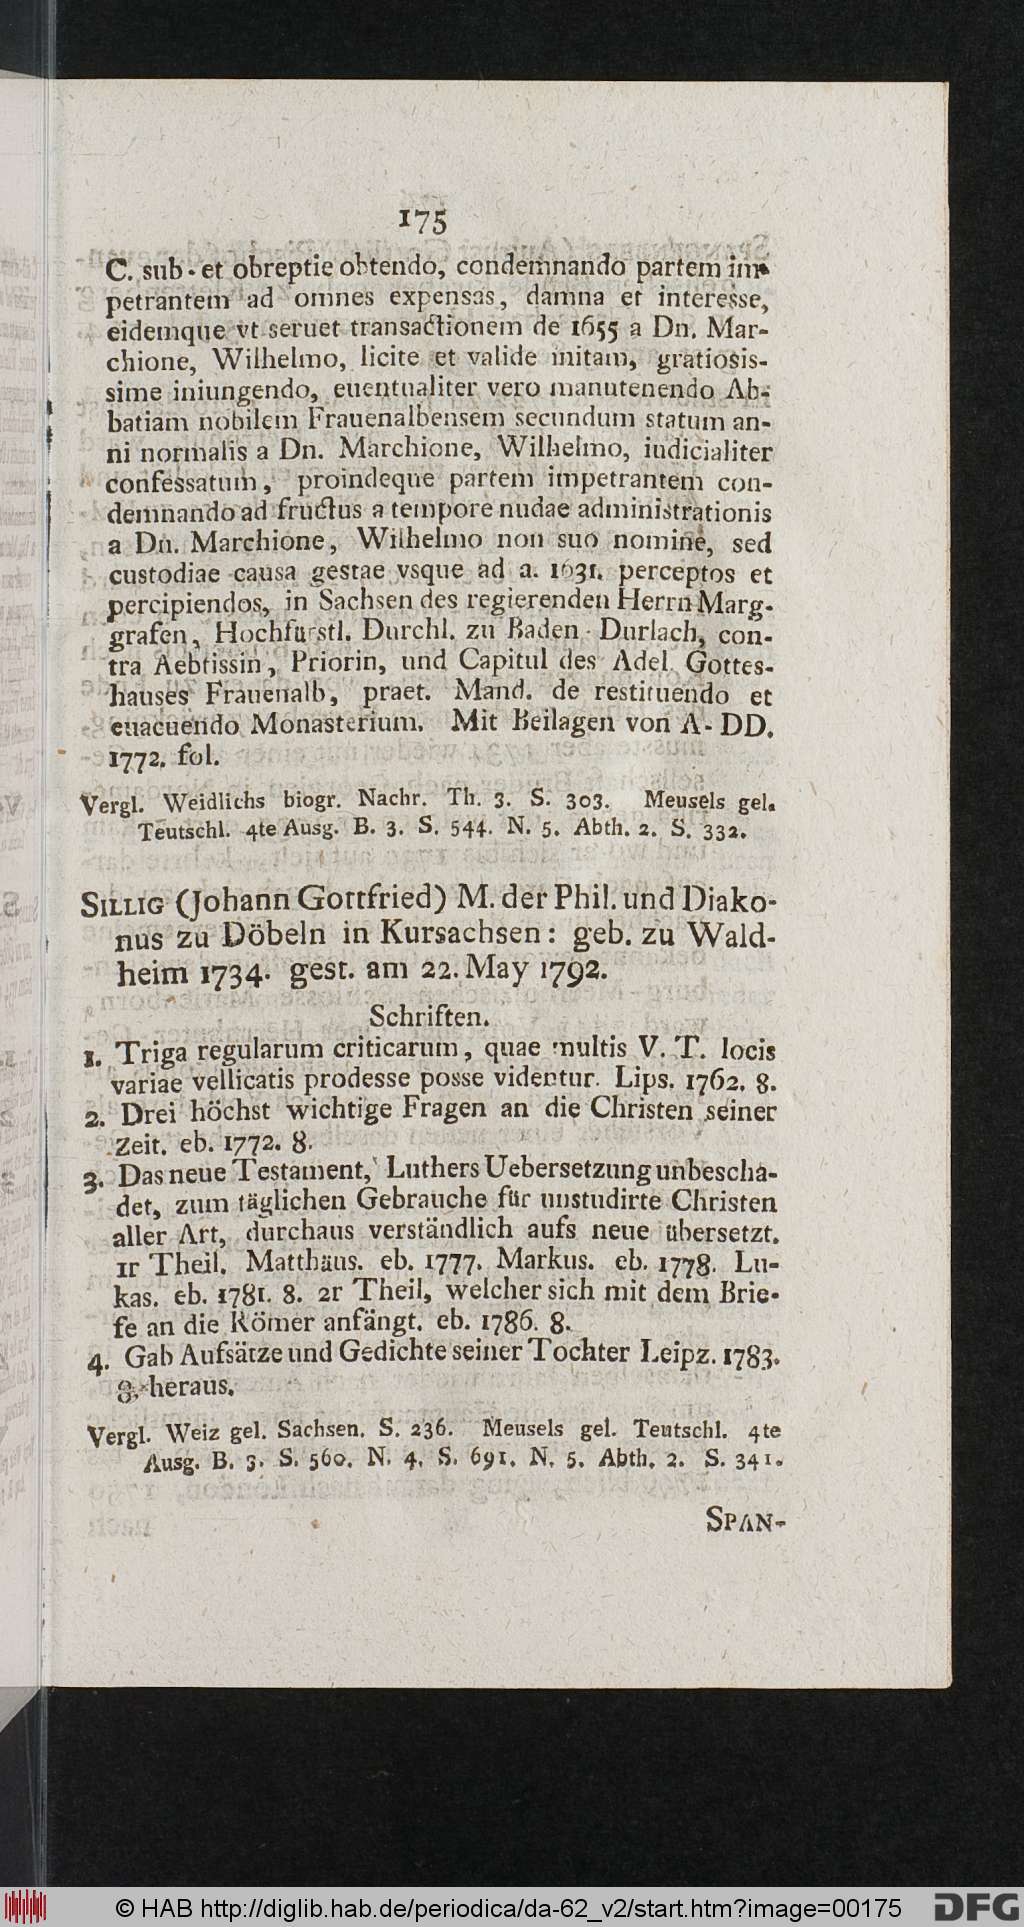 175
C. sub- et obreptie obtendo, condemnando partem im-
petrantem ad omnes expensas, damna et interesse,
eidemque vt seruet transactionem de 1655 a Dn. Mar-
chione, Wilhelmo, licite et valide initam, gratiosis-
sime iniungendo, euentualiter vero manutenendo Ab-
batiam nobilem Frauenalbensem secundum statum an-
ni normalis a Dn. Marchione, Wilhelmo, iudicialiter
confessatum, proindeque partem impetrantem con-
demnando ad fructus a tempore nudae administrationis
a Dn. Marchione, Wilhelmo non suo nomine, sed
custodiae causa gestae vsque ad a. 1631. perceptos et
percipiendos, in Sachsen des regierenden Herrn Marg-
grafen, Hochfürstl. Durchl. zu Baden-Durlach, con-
tra Aebtissin, Priorin, und Capitul des Adel. Gottes-
hauses Frauenalb, praet. Mand. de restituendo et
euacuendo Monasterium. Mit Beilagen von A-DD.
1772. fol.
Vergl. Weidlichs biogr. Nachr. Th. 3. S. 303. Meusels gel.
Teutschl. 4te Ausg. B. 3. S. 544. N. 5. Abth. 2. S. 332.
SILLIG (Johann Gottfried) M. der Phil. und Diako-
nus zu Döbeln in Kursachsen: geb. zu Wald-
heim 1734. gest. am 22. May 1792.
Schriften.
1. Triga regularum criticarum, quae multis V. T. locis
variae vellicatis prodesse posse videntur. Lips. 1762. 8.
2. Drei höchst wichtige Fragen an die Christen seiner
Zeit. eb. 1772. 8.
3. Das neue Testament, Luthers Uebersetzung unbescha-
det, zum täglichen Gebrauche für unstudirte Christen
aller Art, durchaus verständlich aufs neue übersetzt.
1r Theil. Matthäus. eb. 1777. Markus. eb. 1778. Lu-
kas. eb. 1781. 8. 2r Theil, welcher sich mit dem Brie-
fe an die Römer anfängt. eb. 1786. 8.
4. Gab Aufsätze und Gedichte seiner Tochter Leipz. 1783.
8. heraus.
Vergl. Weiz gel. Sachsen. S. 236. Meusels gel. Teutschl. 4te
Ausg. B. 3. S. 560. N. 4. S. 691. N. 5. Abth. 2. S. 341.
SPAN-
© HAB http://diglib.hab.de/periodica/da-62_v2/start.htm?image=00175
DFG